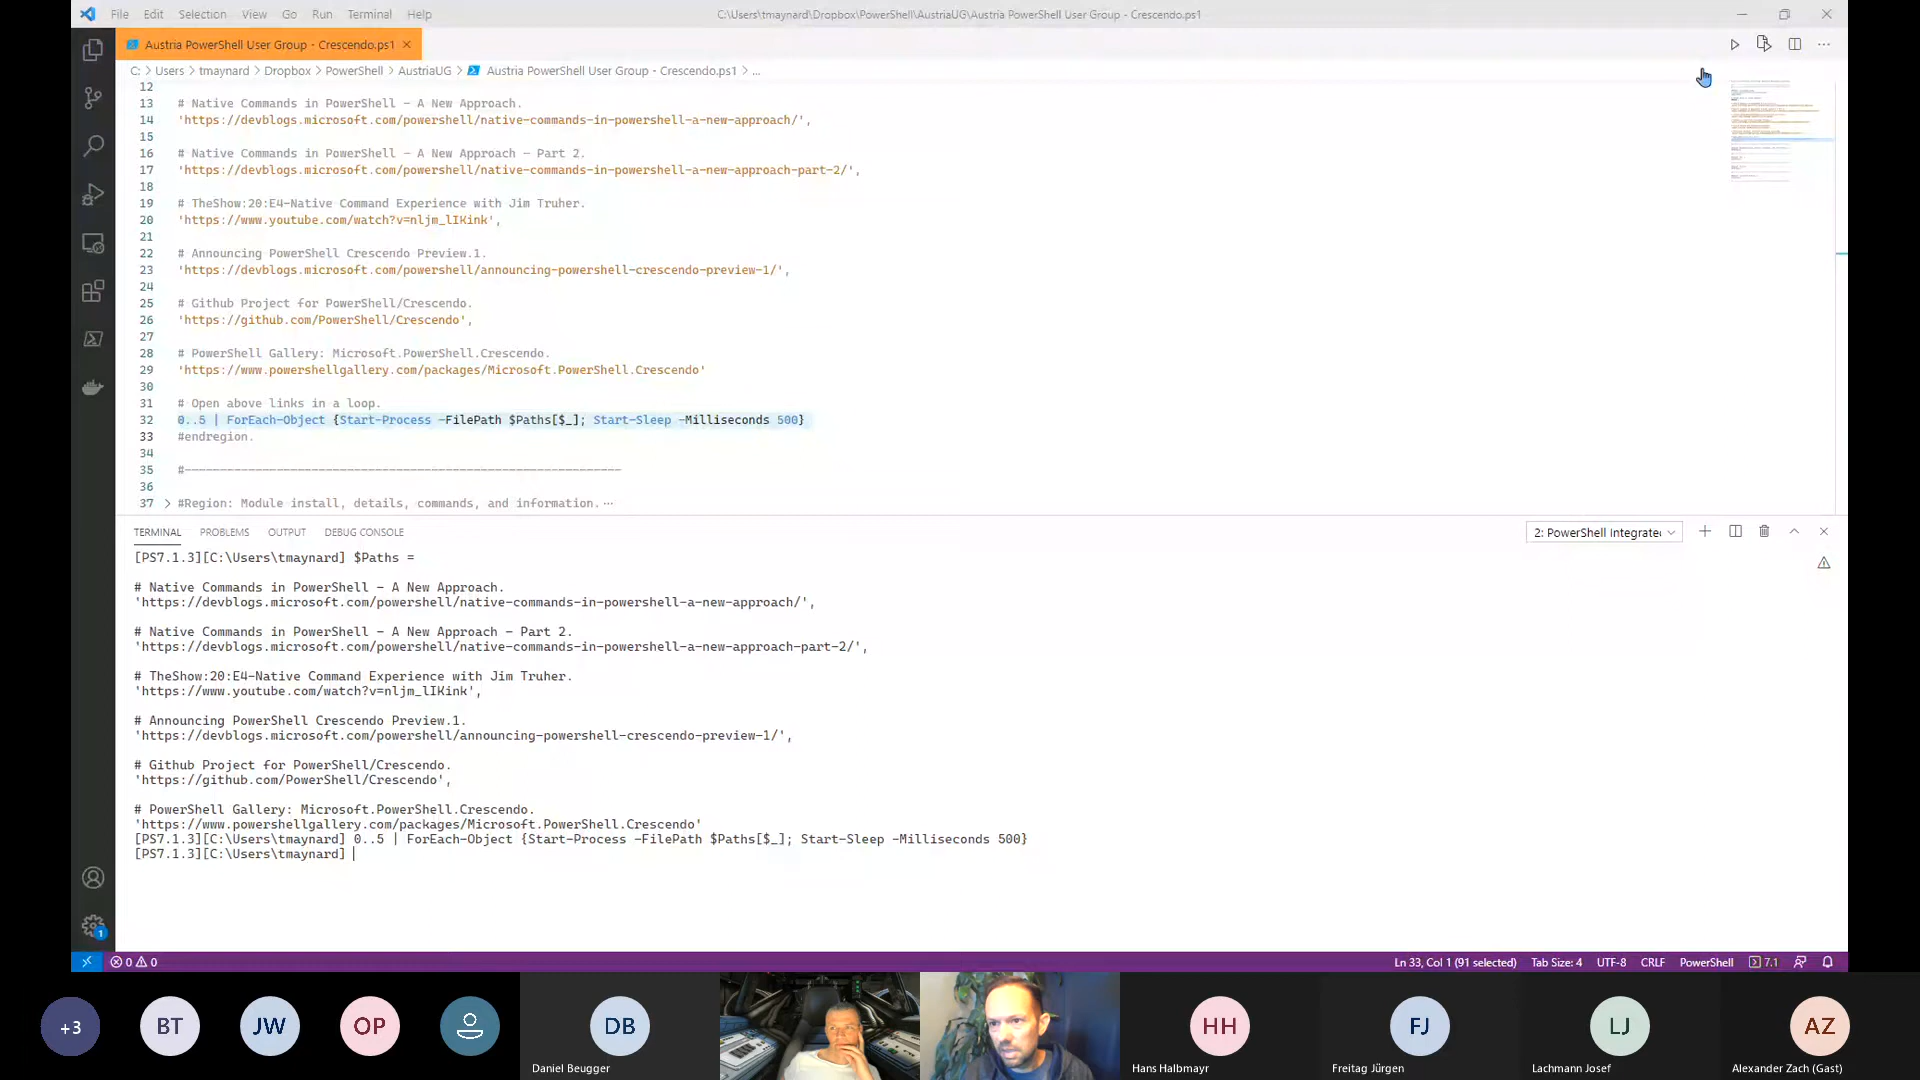 File Edit Selection View Go Run Terminal Help
C:\Users\tmaynard\Dropbox\PowerShell\AustriaUG\Austria PowerShell User Group - Crescendo.ps1
Austria PowerShell User Group - Crescendo.ps1
C: > Users > tmaynard > Dropbox > PowerShell > AustriaUG > Austria PowerShell User Group - Crescendo.ps1 > ...
12
13 # Native Commands in PowerShell - A New Approach.
14 'https://devblogs.microsoft.com/powershell/native-commands-in-powershell-a-new-approach/',
15
16 # Native Commands in PowerShell - A New Approach - Part 2.
17 'https://devblogs.microsoft.com/powershell/native-commands-in-powershell-a-new-approach-part-2/',
18
19 # TheShow:20:E4-Native Command Experience with Jim Truher.
20 'https://www.youtube.com/watch?v=nljm_lIKink',
21
22 # Announcing PowerShell Crescendo Preview.1.
23 'https://devblogs.microsoft.com/powershell/announcing-powershell-crescendo-preview-1/',
24
25 # Github Project for PowerShell/Crescendo.
26 'https://github.com/PowerShell/Crescendo',
27
28 # PowerShell Gallery: Microsoft.PowerShell.Crescendo.
29 'https://www.powershellgallery.com/packages/Microsoft.PowerShell.Crescendo'
30
31 # Open above links in a loop.
32 0..5 | ForEach-Object {Start-Process -FilePath $Paths[$_]; Start-Sleep -Milliseconds 500}
33 #endregion.
34
35 #---------------------------------------------------------------
36
37 > #Region: Module install, details, commands, and information. ...
TERMINAL PROBLEMS OUTPUT DEBUG CONSOLE
2: PowerShell Integrated
[PS7.1.3][C:\Users\tmaynard] $Paths =
# Native Commands in PowerShell - A New Approach.
'https://devblogs.microsoft.com/powershell/native-commands-in-powershell-a-new-approach/',
# Native Commands in PowerShell - A New Approach - Part 2.
'https://devblogs.microsoft.com/powershell/native-commands-in-powershell-a-new-approach-part-2/',
# TheShow:20:E4-Native Command Experience with Jim Truher.
'https://www.youtube.com/watch?v=nljm_lIKink',
# Announcing PowerShell Crescendo Preview.1.
'https://devblogs.microsoft.com/powershell/announcing-powershell-crescendo-preview-1/',
# Github Project for PowerShell/Crescendo.
'https://github.com/PowerShell/Crescendo',
# PowerShell Gallery: Microsoft.PowerShell.Crescendo.
'https://www.powershellgallery.com/packages/Microsoft.PowerShell.Crescendo'
[PS7.1.3][C:\Users\tmaynard] 0..5 | ForEach-Object {Start-Process -FilePath $Paths[$_]; Start-Sleep -Milliseconds 500}
[PS7.1.3][C:\Users\tmaynard]
1
0 0
Ln 33, Col 1 (91 selected) Tab Size: 4 UTF-8 CRLF PowerShell 7.1
+3 BT JW OP DB HH FJ LJ AZ
Daniel Beugger Hans Halbmayr Freitag Jürgen Lachmann Josef Alexander Zach (Gast)